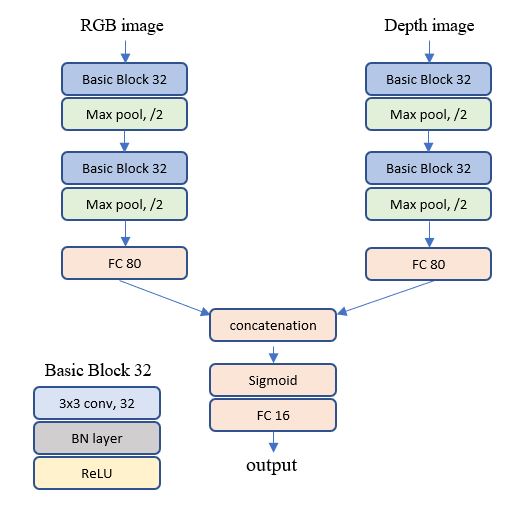 RGB image
Depth image
Basic Block 32
Max pool, /2
Basic Block 32
Max pool, /2
Basic Block 32
Max pool, /2
Basic Block 32
Max pool, /2
FC 80
FC 80
concatenation
Sigmoid
FC 16
output
Basic Block 32
3x3 conv, 32
BN layer
ReLU